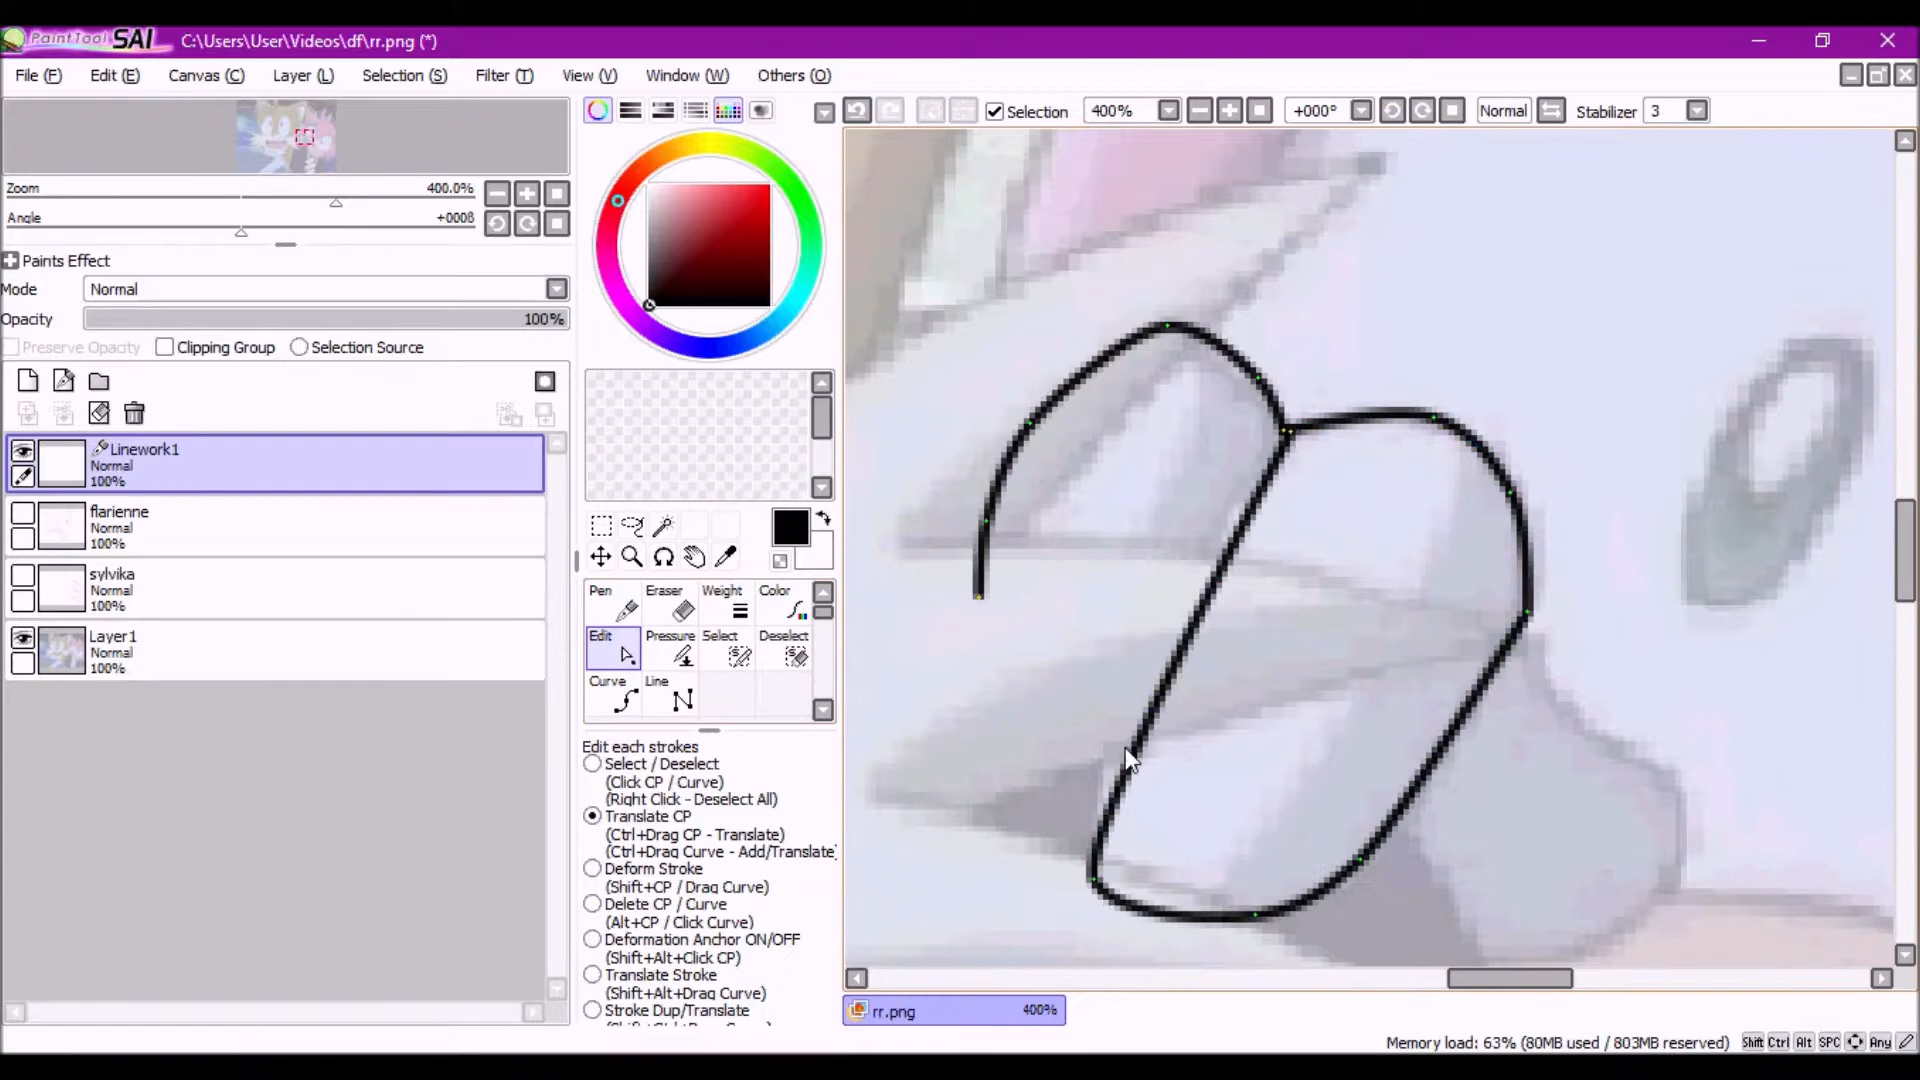 PaintTool SAI C:\Users\User\Videos\df\rr.png (*)
File (F) Edit (E) Canvas (C) Layer (L) Selection (S) Filter (T) View (V) Window (W) Others (O)
Selection 400% +000° Normal Stabilizer 3
Zoom 400.0%
Angle +000ß
Paints Effect
Mode Normal
Opacity 100%
Preserve Opacity Clipping Group Selection Source
Linework1
Normal
100%
flarienne
Normal
100%
sylvika
Normal
100%
Layer1
Normal
100%
Pen Eraser Weight Color
Edit Pressure Select Deselect
Curve Line
Edit each strokes
Select / Deselect
(Click CP / Curve)
(Right Click - Deselect All)
Translate CP
(Ctrl+Drag CP - Translate)
(Ctrl+Drag Curve - Add/Translate)
Deform Stroke
(Shift+CP / Drag Curve)
Delete CP / Curve
(Alt+CP / Click Curve)
Deformation Anchor ON/OFF
(Shift+Alt+Click CP)
Translate Stroke
(Shift+Alt+Drag Curve)
Stroke Dup/Translate
rr.png 400%
Memory load: 63% (80MB used / 803MB reserved) Shift Ctrl Alt SPC Any